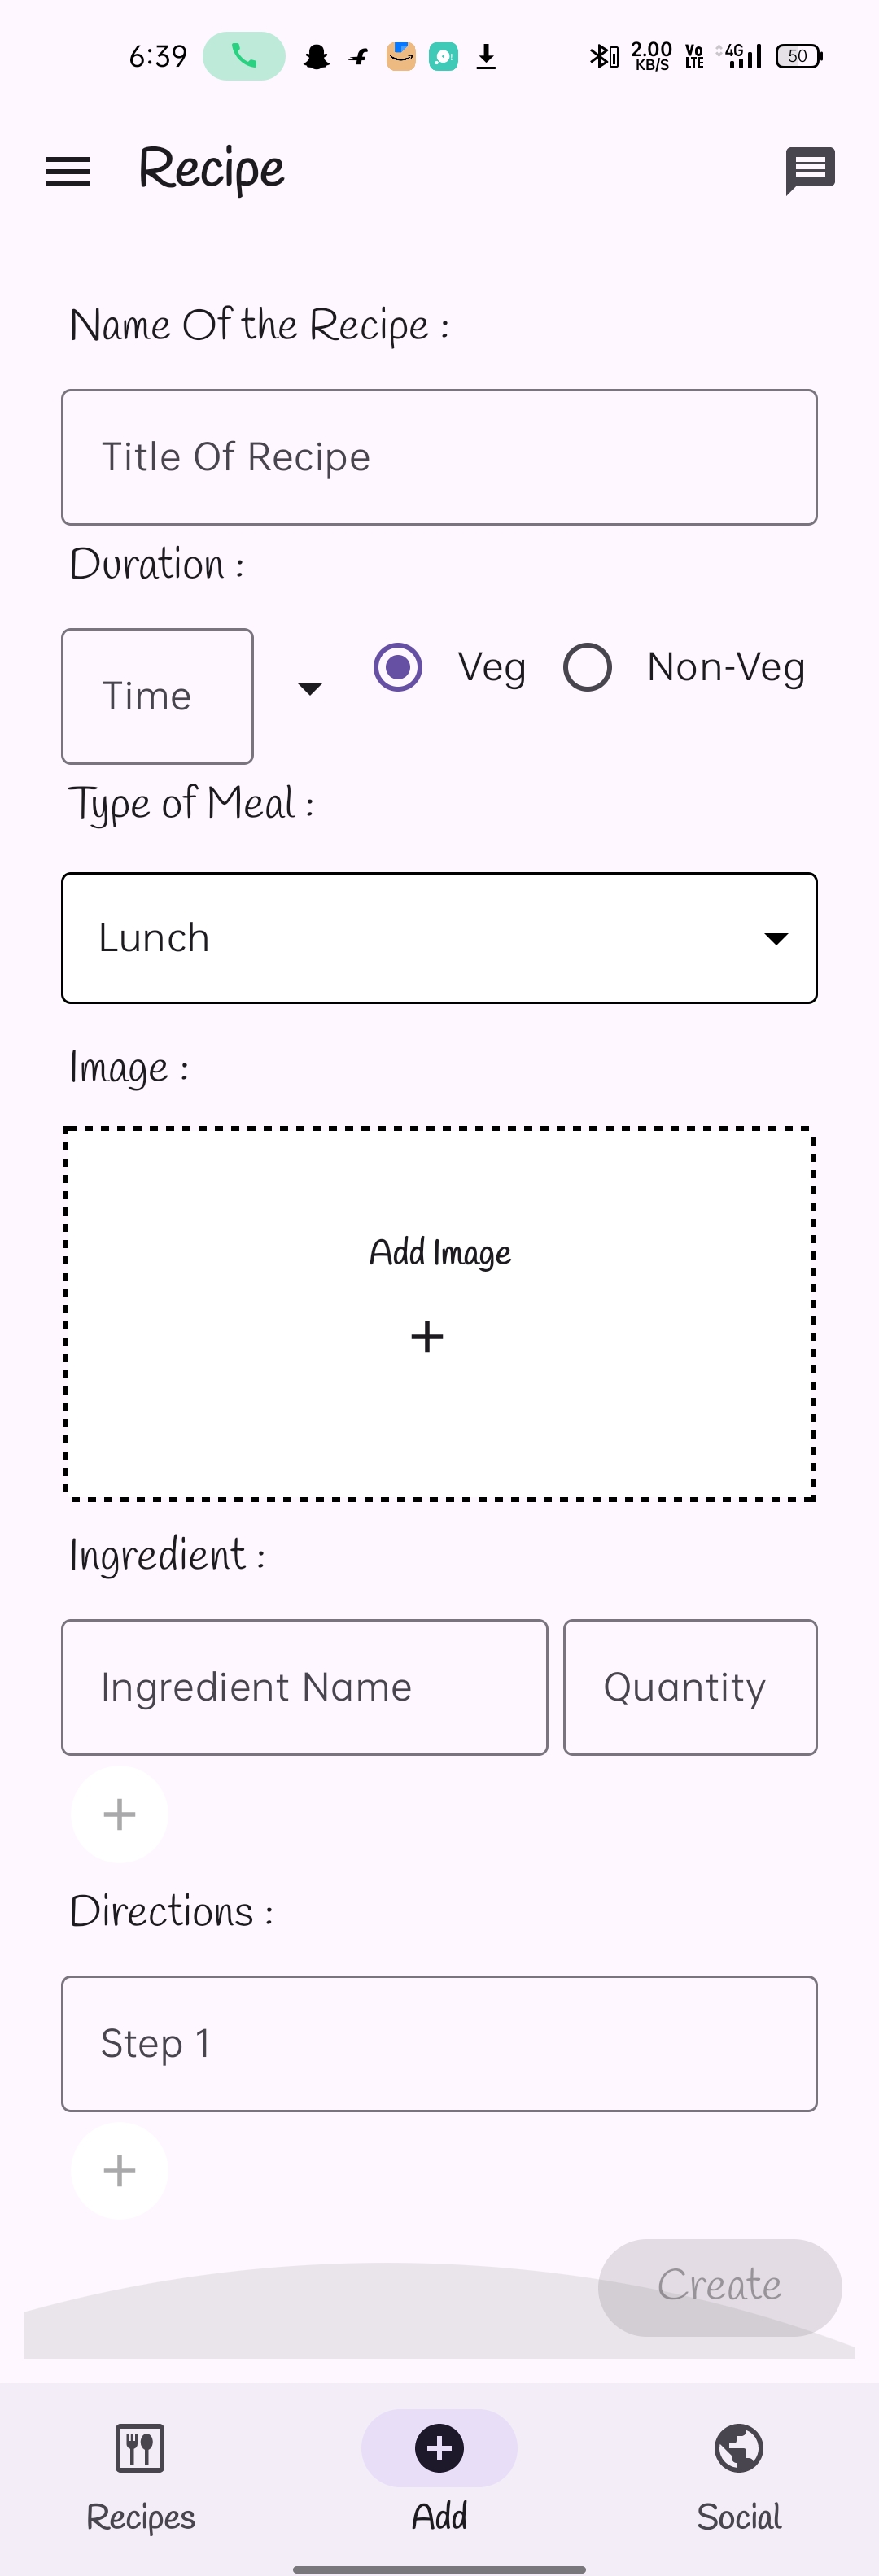 6:39 2.00 KB/S Vo LTE 4G 50
Recipe
Name Of the Recipe :
Title Of Recipe
Duration :
Time Veg Non-Veg
Type of Meal :
Lunch
Image :
Add Image
Ingredient :
Ingredient Name Quantity
Directions :
Step 1
Create
Recipes Add Social